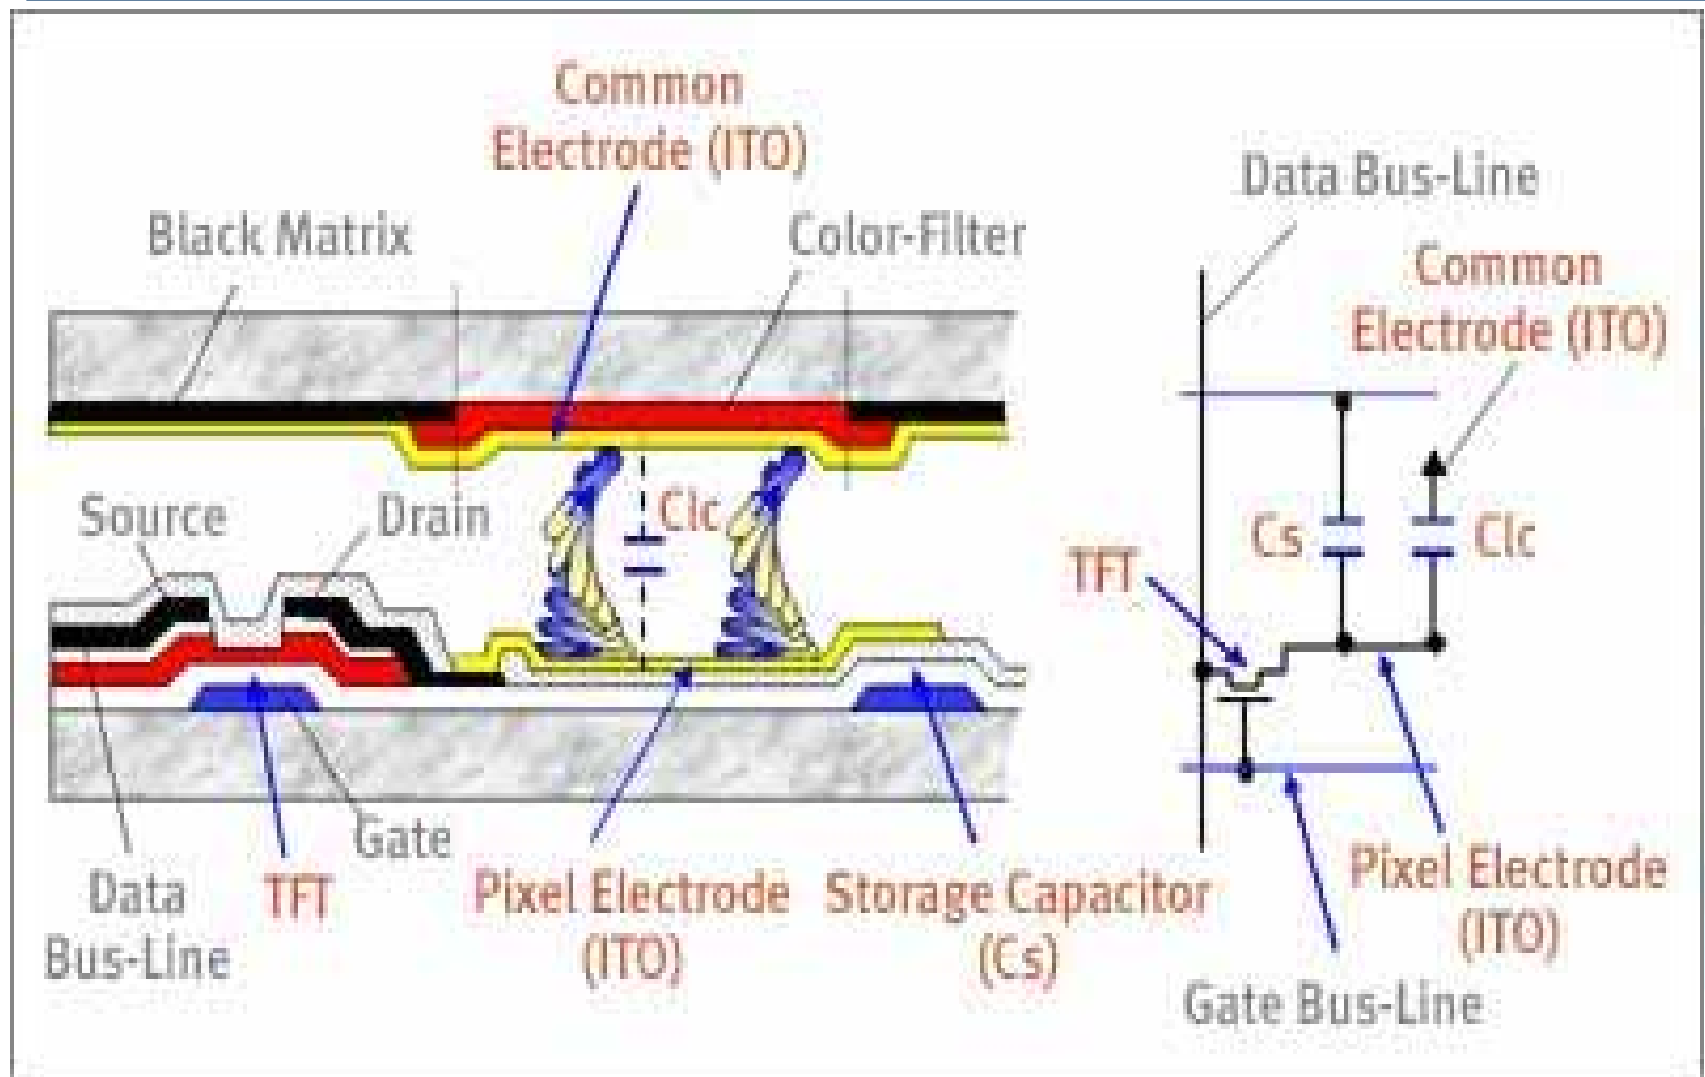 Common
Electrode (ITO)
Black Matrix
Color-Filter
Source
Drain
Clc
Data
Bus-Line
TFT
Gate
Pixel Electrode
(ITO)
Storage Capacitor
(Cs)
Data Bus-Line
Common
Electrode (ITO)
Cs
Clc
TFT
Pixel Electrode
(ITO)
Gate Bus-Line